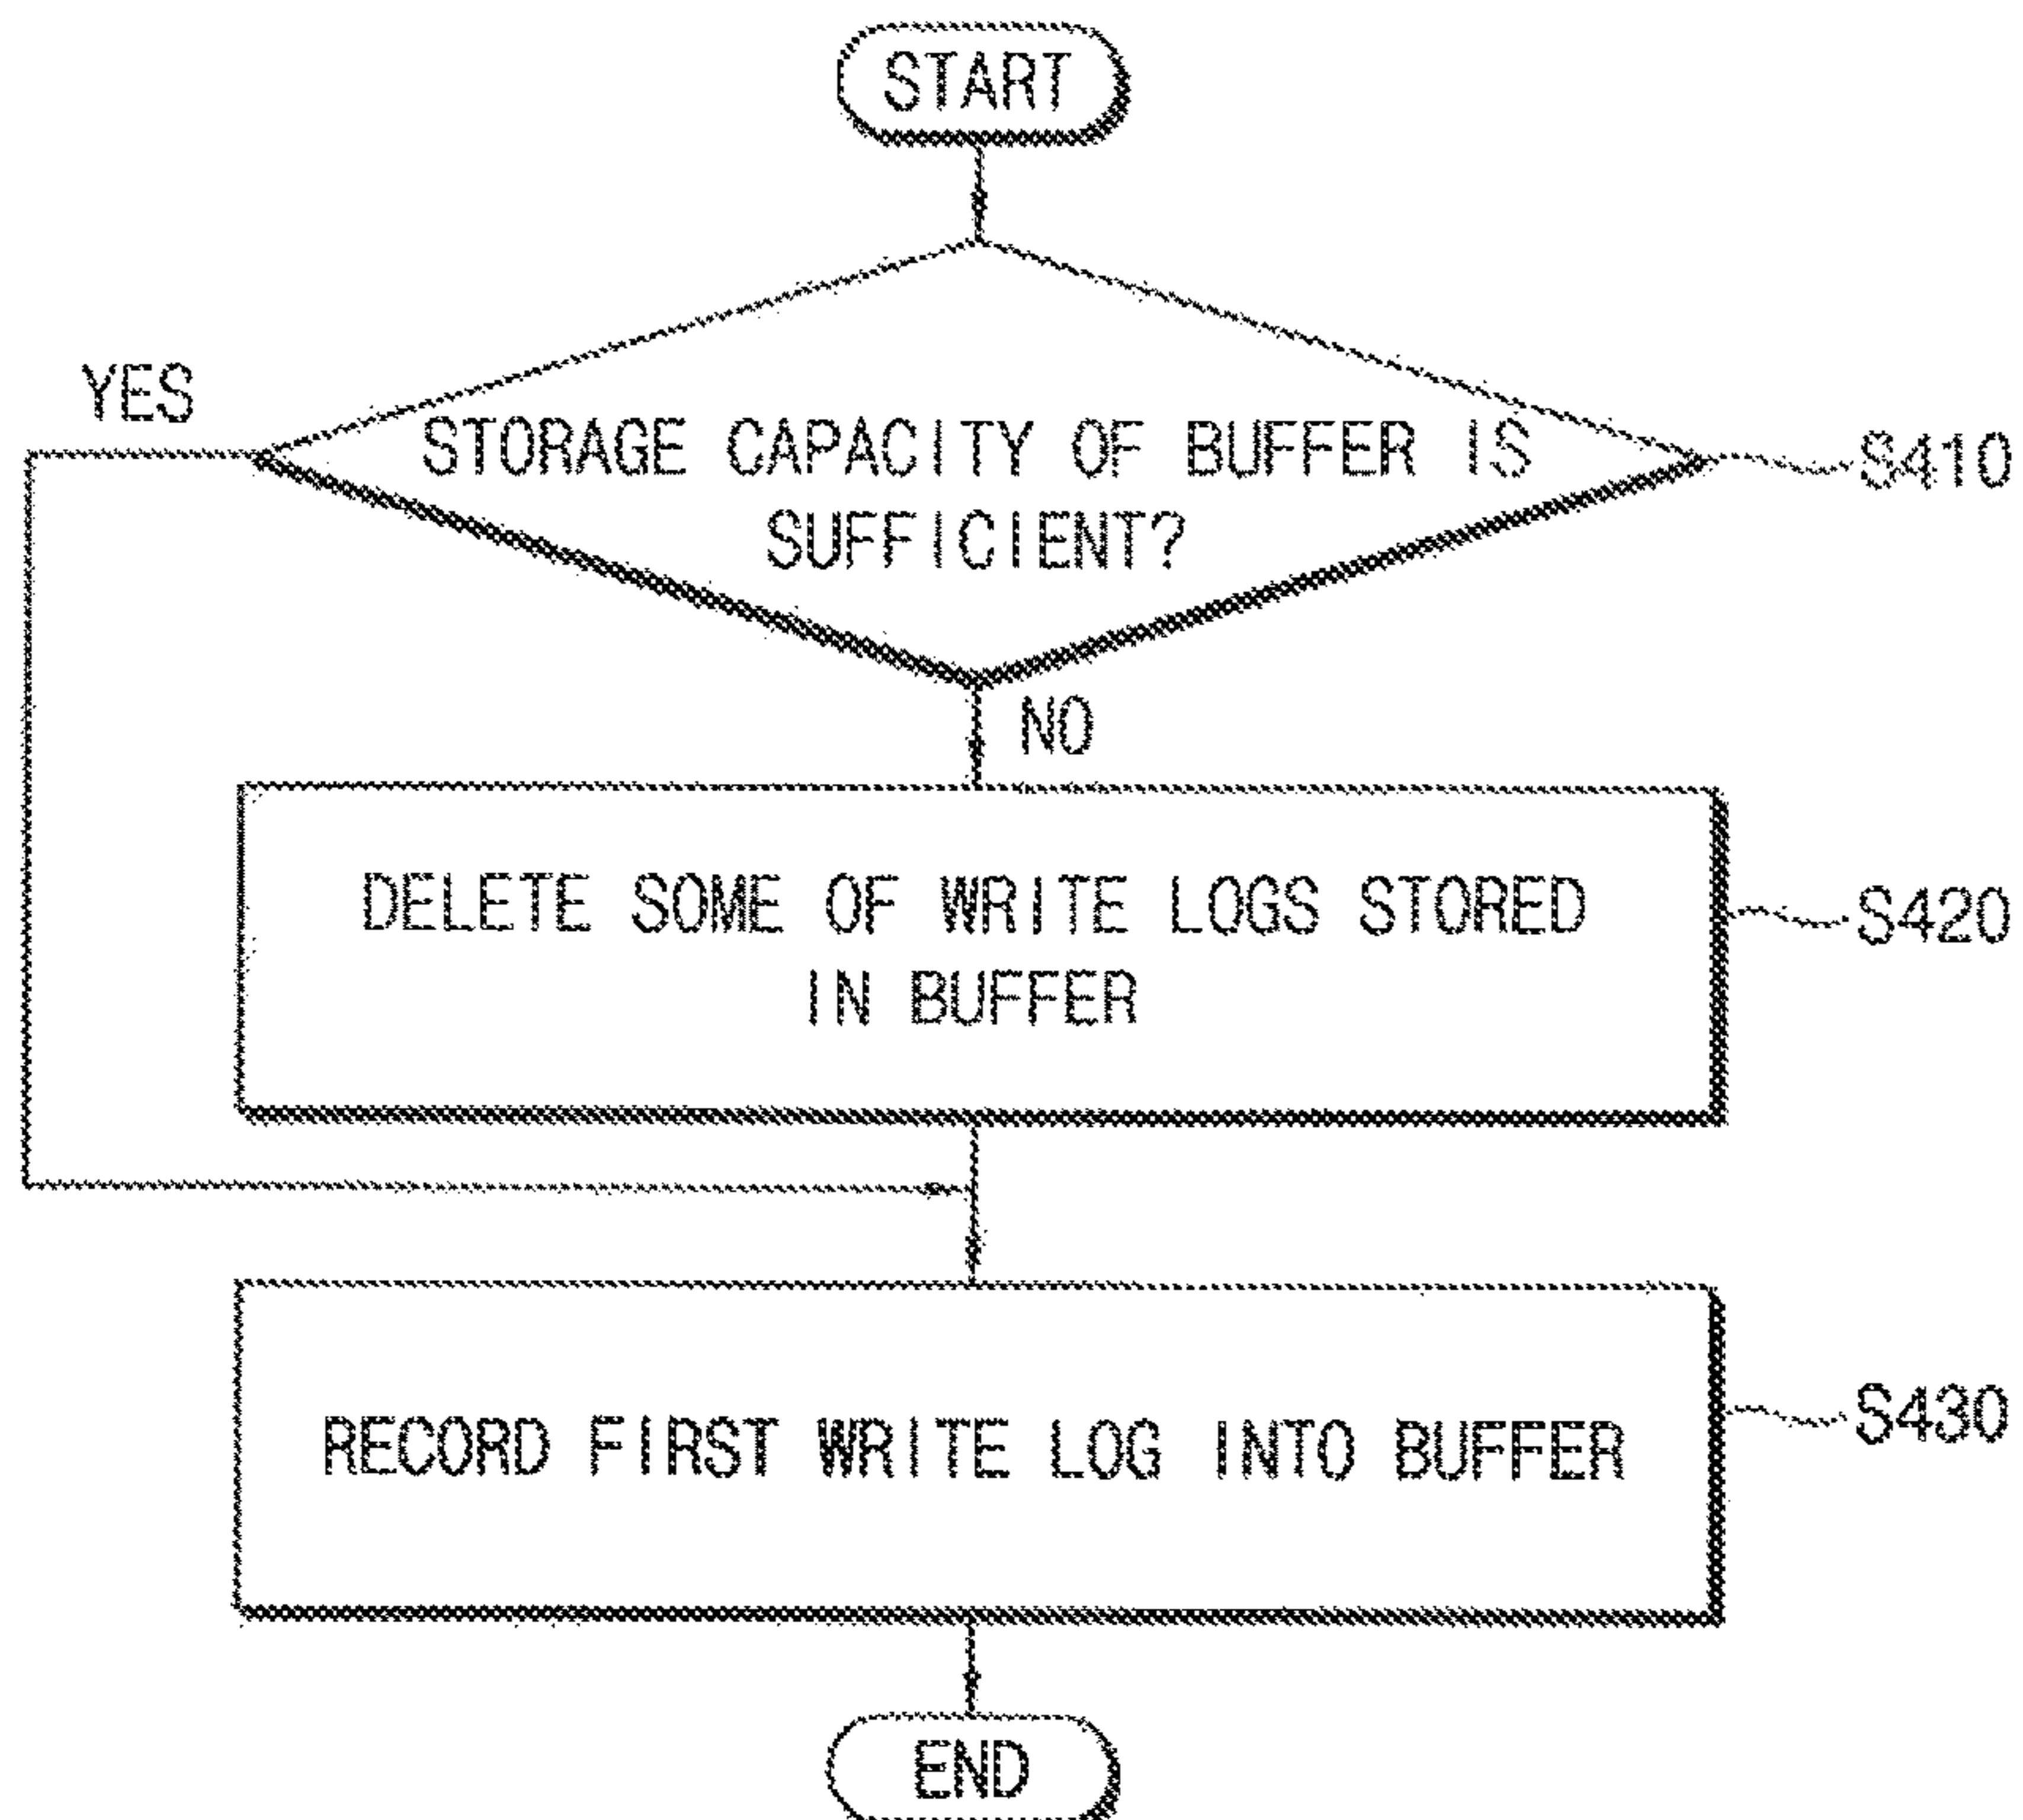 START
YES
STORAGE CAPACITY OF BUFFER IS
SUFFICIENT?
S410
NO
DELETE SOME OF WRITE LOGS STORED
IN BUFFER
S420
RECORD FIRST WRITE LOG INTO BUFFER
S430
END